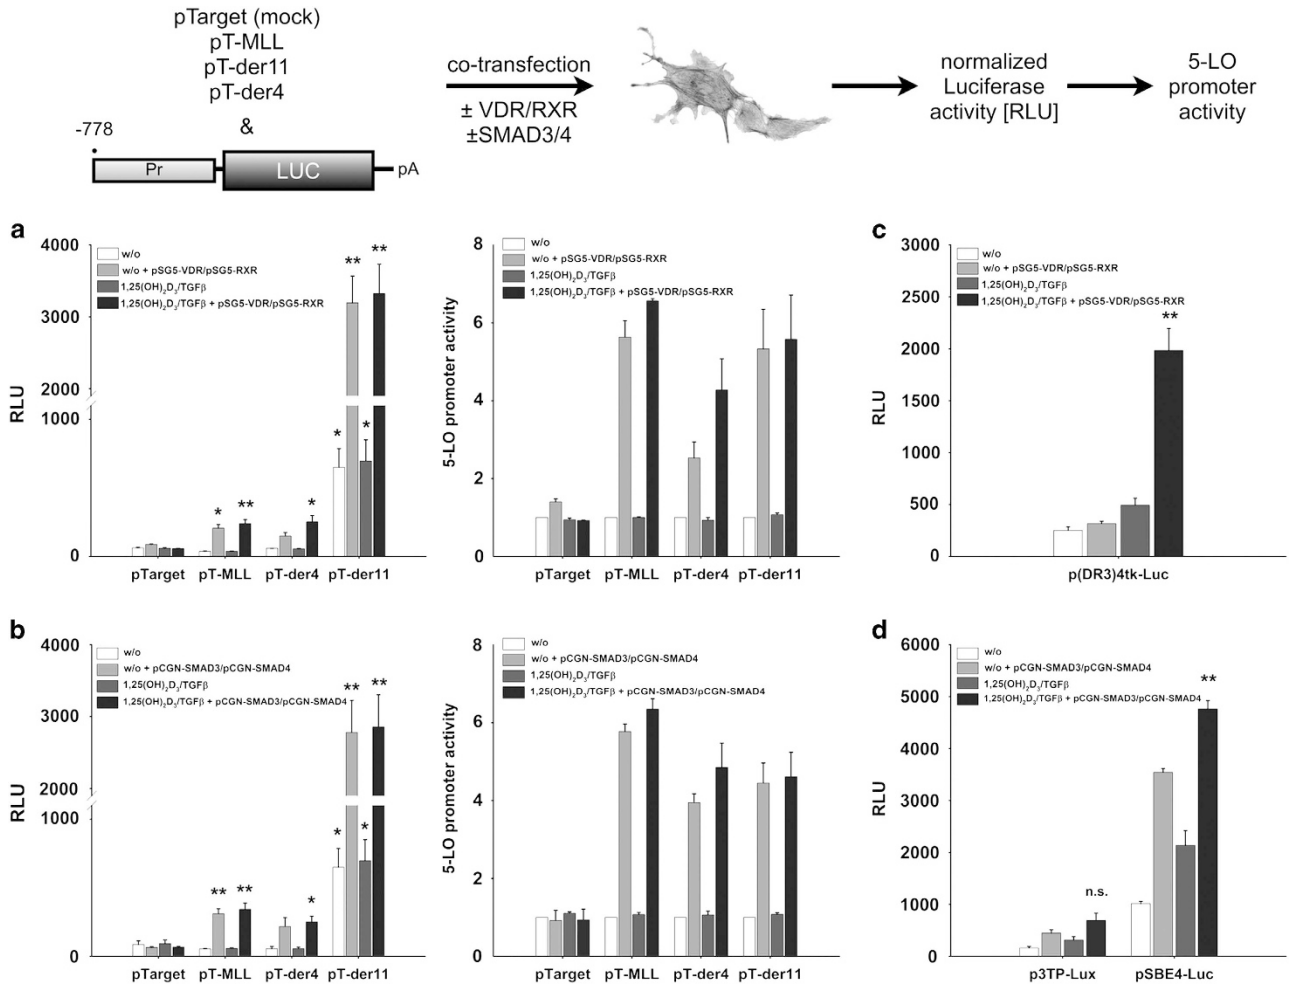 pTarget (mock)
pT-MLL
pT-der11
pT-der4
&
-778
Pr
LUC
pA
co-transfection
± VDR/RXR
±SMAD3/4
normalized
Luciferase
activity [RLU]
5-LO
promoter
activity
a
4000
3000
2000
1000
0
RLU
w/o
w/o + pSG5-VDR/pSG5-RXR
1,25(OH)₂D₃/TGFβ
1,25(OH)₂D₃/TGFβ + pSG5-VDR/pSG5-RXR
* ** * * ** * **
pTarget pT-MLL pT-der4 pT-der11
8
6
4
2
0
5-LO promoter activity
w/o
w/o + pSG5-VDR/pSG5-RXR
1,25(OH)₂D₃/TGFβ
1,25(OH)₂D₃/TGFβ + pSG5-VDR/pSG5-RXR
pTarget pT-MLL pT-der4 pT-der11
c
3000
2500
2000
1500
1000
500
0
RLU
w/o
w/o + pSG5-VDR/pSG5-RXR
1,25(OH)₂D₃/TGFβ
1,25(OH)₂D₃/TGFβ + pSG5-VDR/pSG5-RXR
**
p(DR3)4tk-Luc
b
4000
3000
2000
1000
0
RLU
w/o
w/o + pCGN-SMAD3/pCGN-SMAD4
1,25(OH)₂D₃/TGFβ
1,25(OH)₂D₃/TGFβ + pCGN-SMAD3/pCGN-SMAD4
** ** * * ** * **
pTarget pT-MLL pT-der4 pT-der11
8
6
4
2
0
5-LO promoter activity
w/o
w/o + pCGN-SMAD3/pCGN-SMAD4
1,25(OH)₂D₃/TGFβ
1,25(OH)₂D₃/TGFβ + pCGN-SMAD3/pCGN-SMAD4
pTarget pT-MLL pT-der4 pT-der11
d
6000
5000
4000
3000
2000
1000
0
RLU
w/o
w/o + pCGN-SMAD3/pCGN-SMAD4
1,25(OH)₂D₃/TGFβ
1,25(OH)₂D₃/TGFβ + pCGN-SMAD3/pCGN-SMAD4
n.s. **
p3TP-Lux pSBE4-Luc